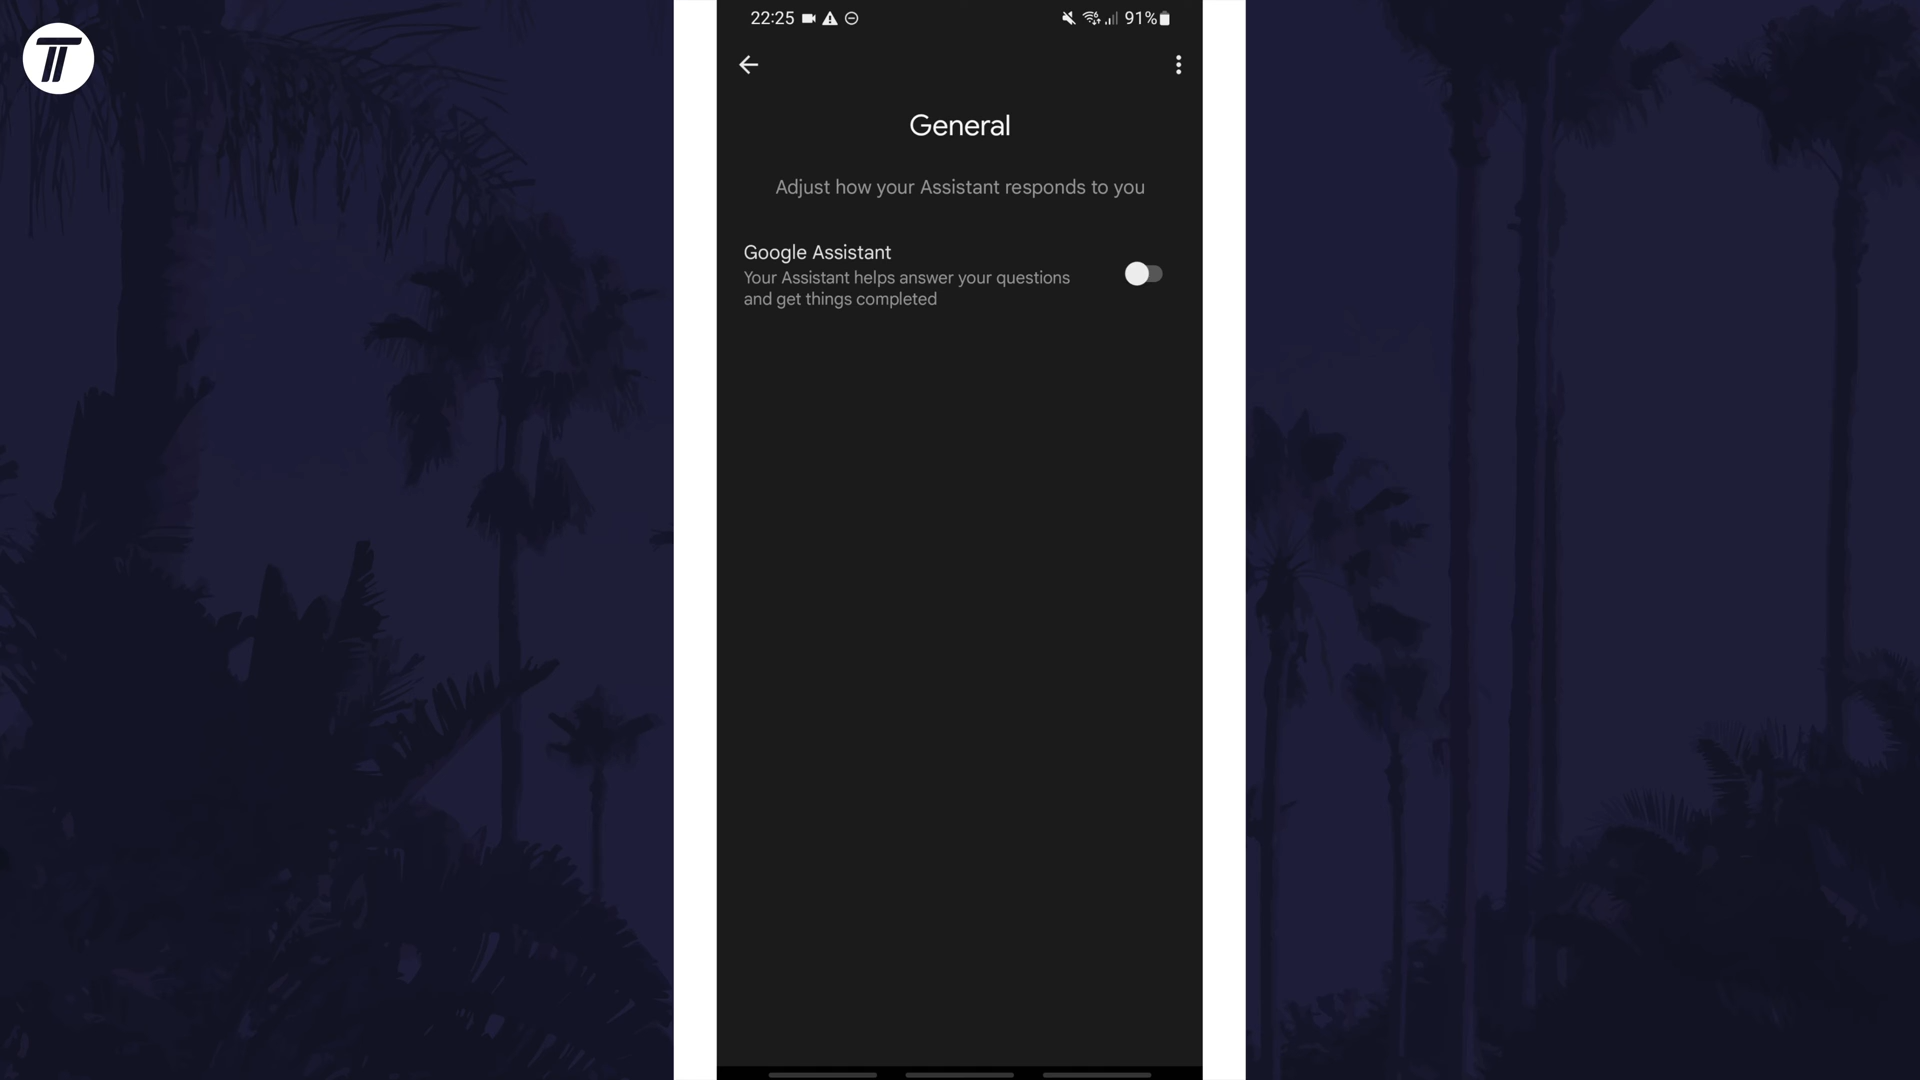 22:25
91%
General
Adjust how your Assistant responds to you
Google Assistant
Your Assistant helps answer your questions
and get things completed